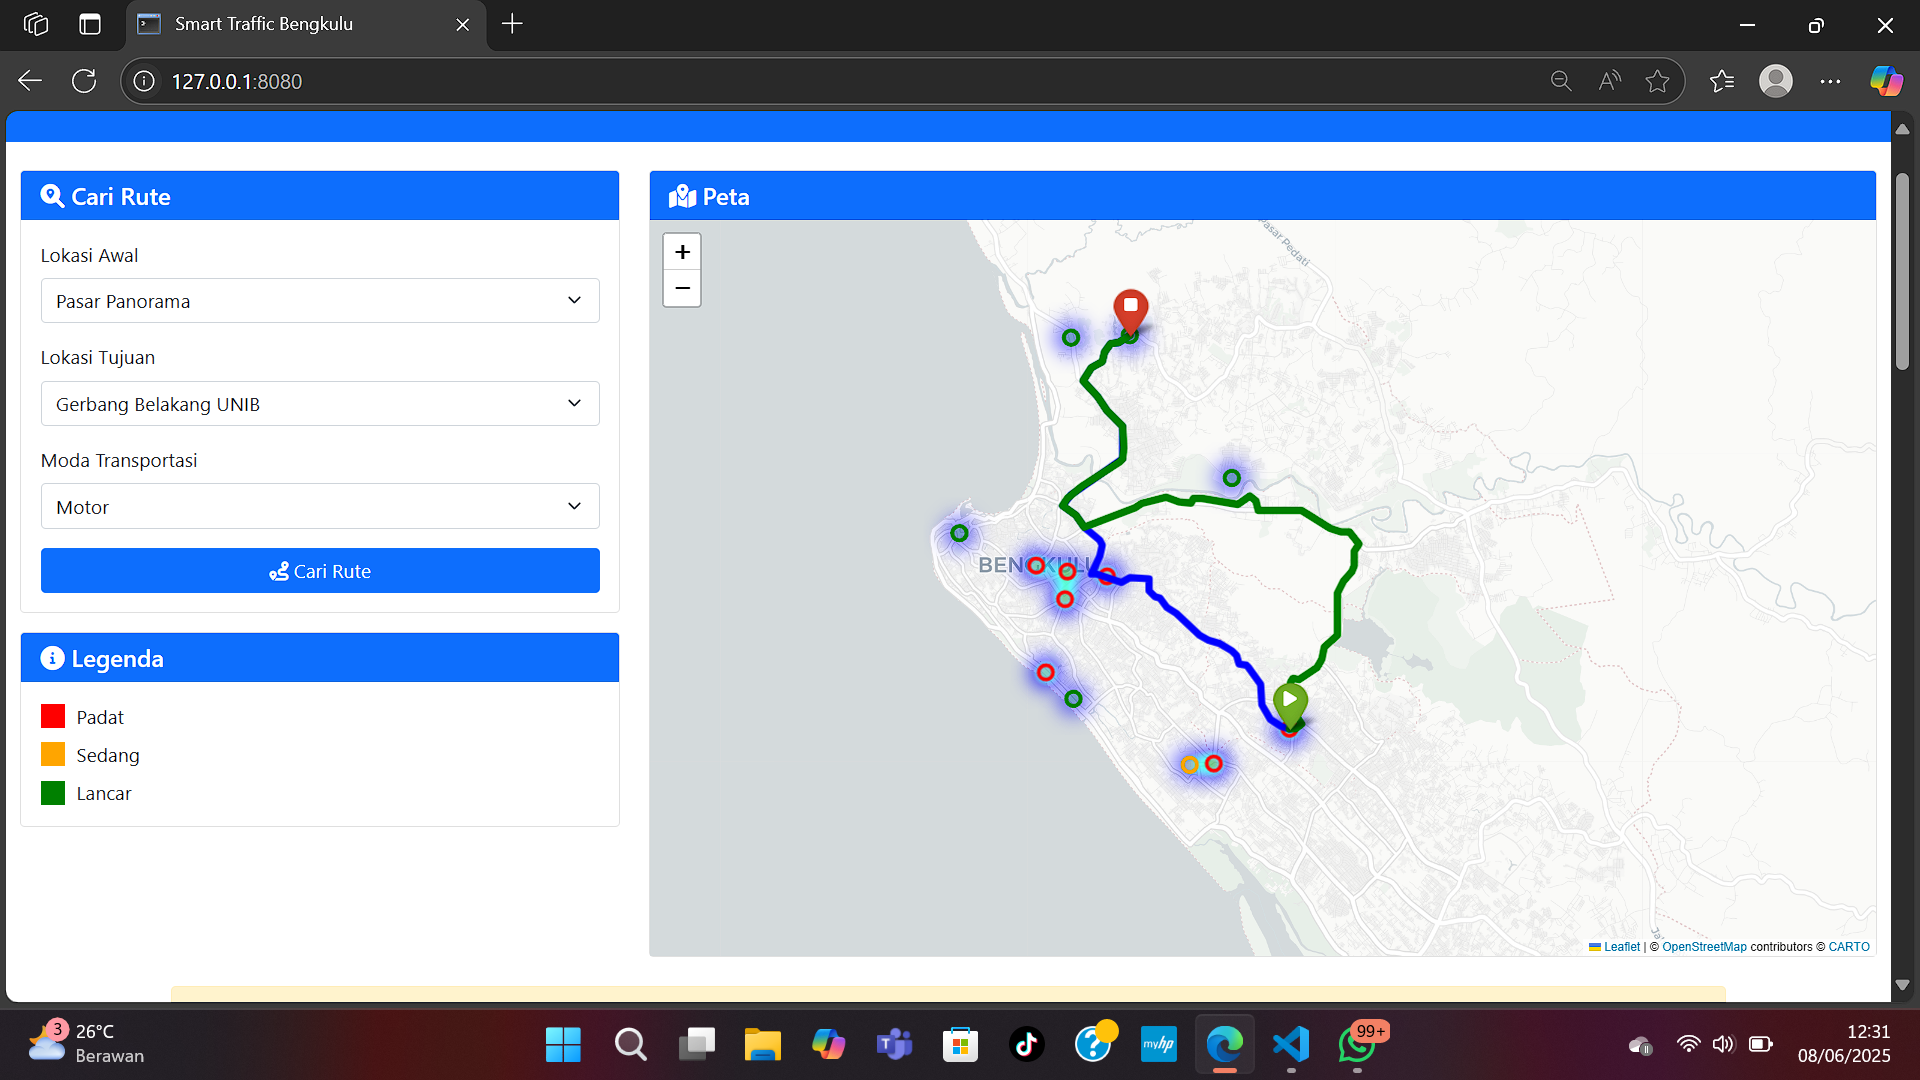 Smart Traffic Bengkulu
127.0.0.1:8080
Cari Rute
Lokasi Awal
Pasar Panorama
Lokasi Tujuan
Gerbang Belakang UNIB
Moda Transportasi
Motor
Cari Rute
Legenda
Padat
Sedang
Lancar
Peta
+
−
Pasar Pedati
BENGKULU
Leaflet | © OpenStreetMap contributors © CARTO
3
26°C
Berawan
myhp
99+
12:31
08/06/2025